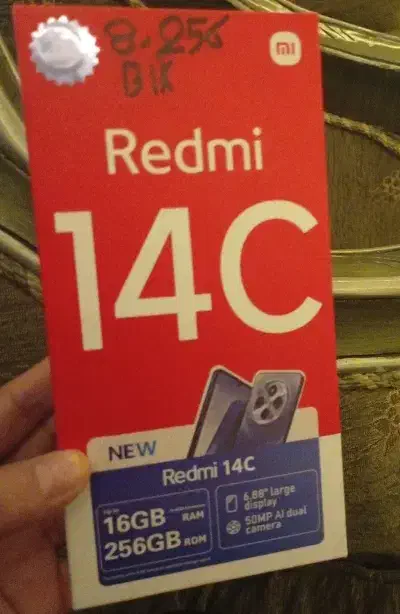 8.256
BIX
mi
Redmi
14C
NEW
Redmi 14C
16GB RAM
256GB ROM
6.88" large
display
50MP AI dual
camera